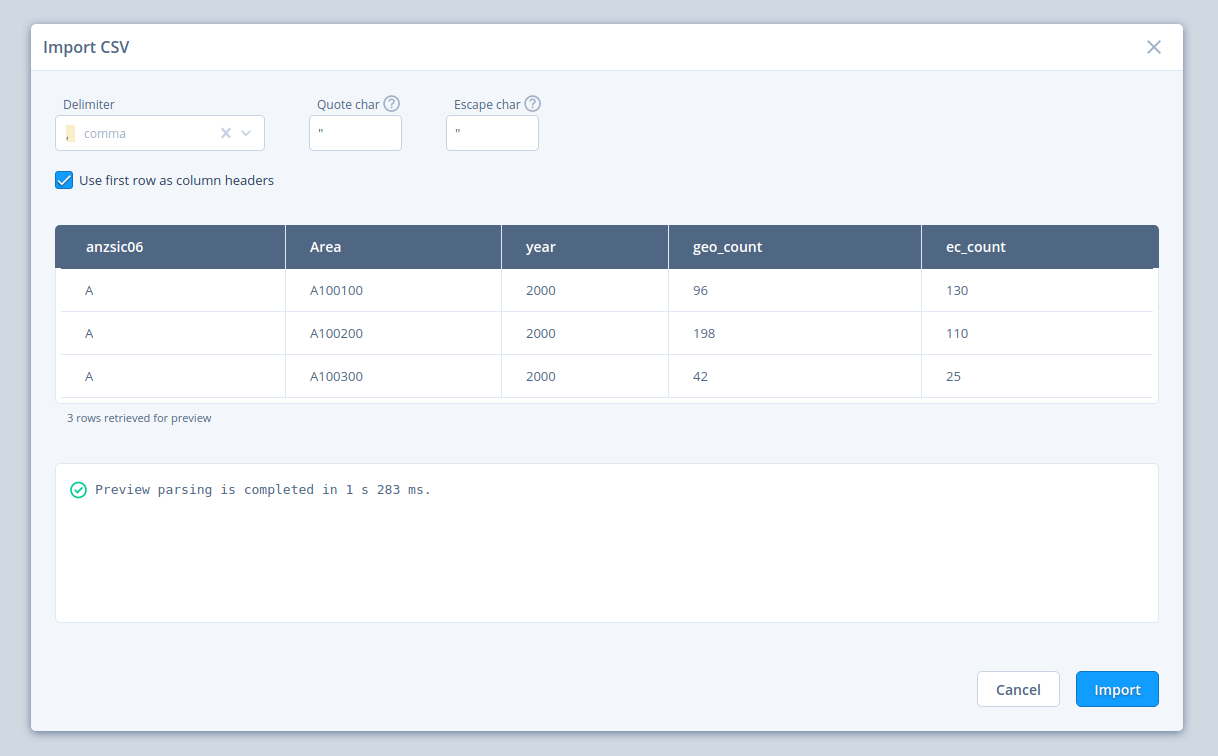 Import CSV
Delimiter Quote char ? Escape char ?
, comma " "
Use first row as column headers
anzsic06 Area year geo_count ec_count
A A100100 2000 96 130
A A100200 2000 198 110
A A100300 2000 42 25
3 rows retrieved for preview
Preview parsing is completed in 1 s 283 ms.
Cancel Import